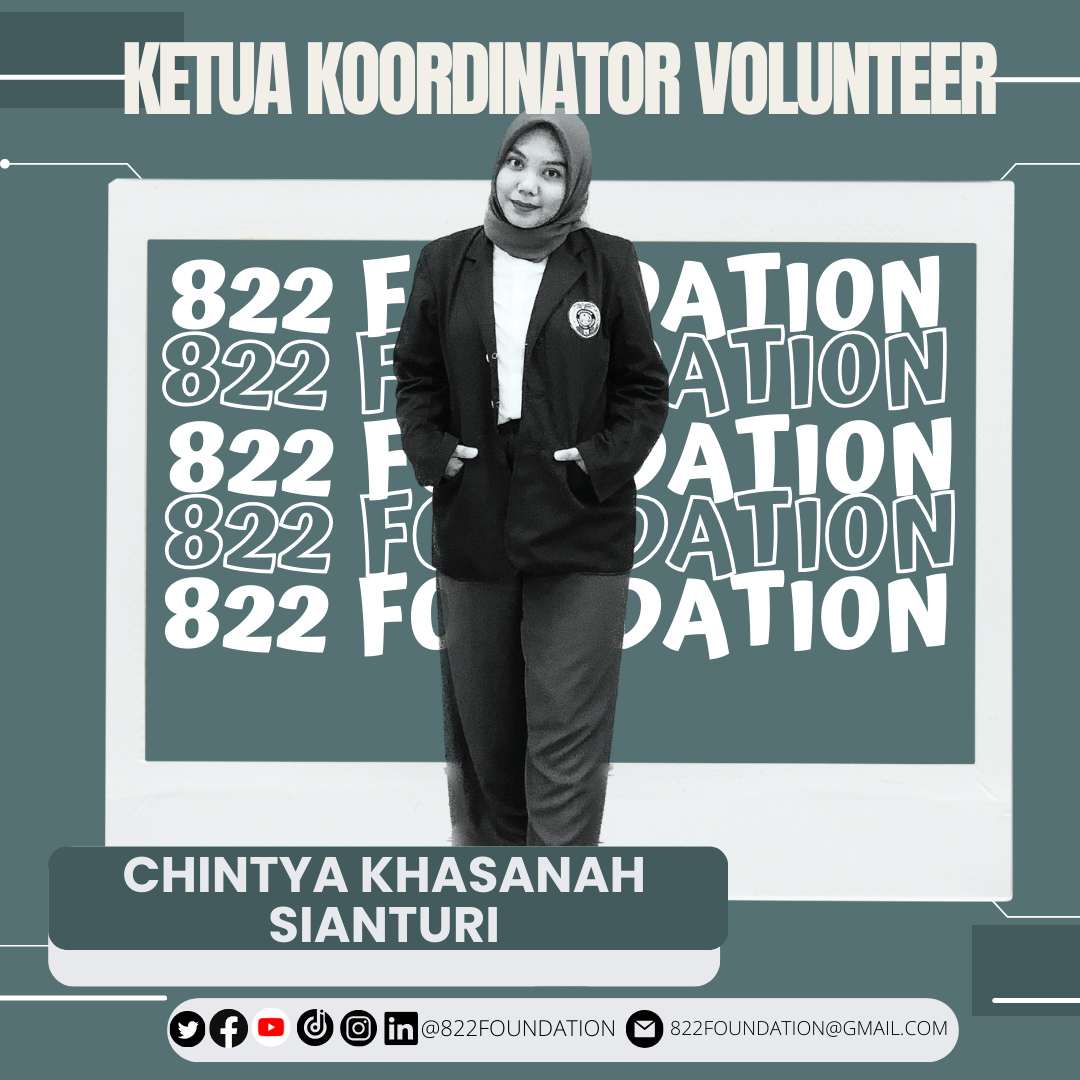 KETUA KOORDINATOR VOLUNTEER
822 F DATION
822 F ATION
822 F DATION
822 FO DATION
822 FO DATION
CHINTYA KHASANAH
SIANTURI
@822FOUNDATION 822FOUNDATION@GMAIL.COM